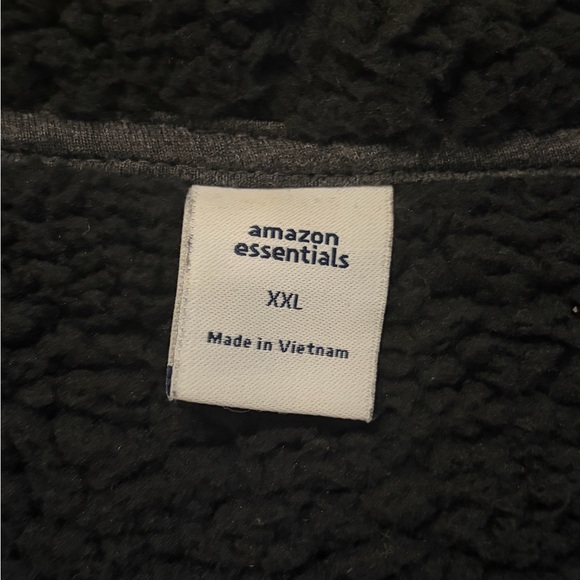 amazon
essentials
XXL
Made in Vietnam